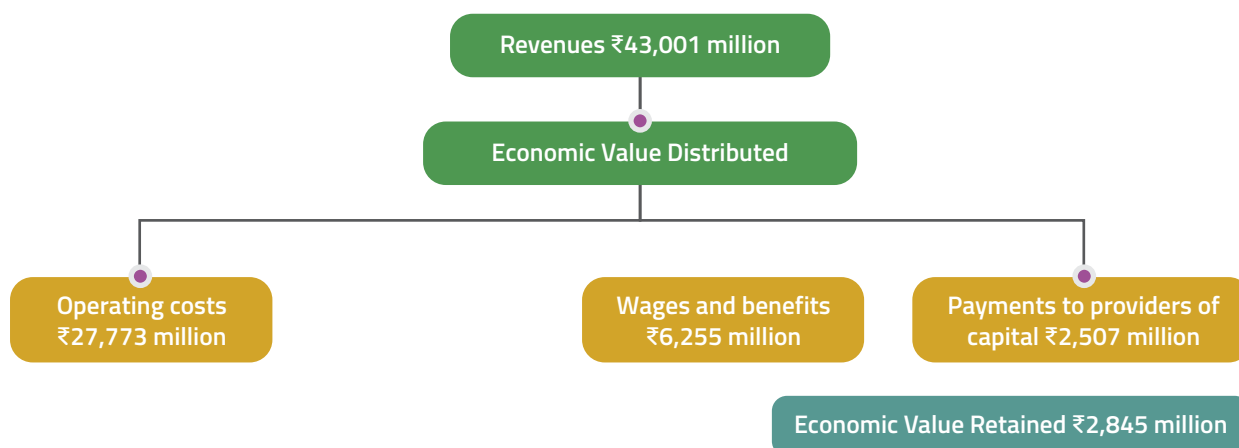 Revenues ₹43,001 million
Economic Value Distributed
Operating costs
₹27,773 million
Wages and benefits
₹6,255 million
Payments to providers of
capital ₹2,507 million
Economic Value Retained ₹2,845 million